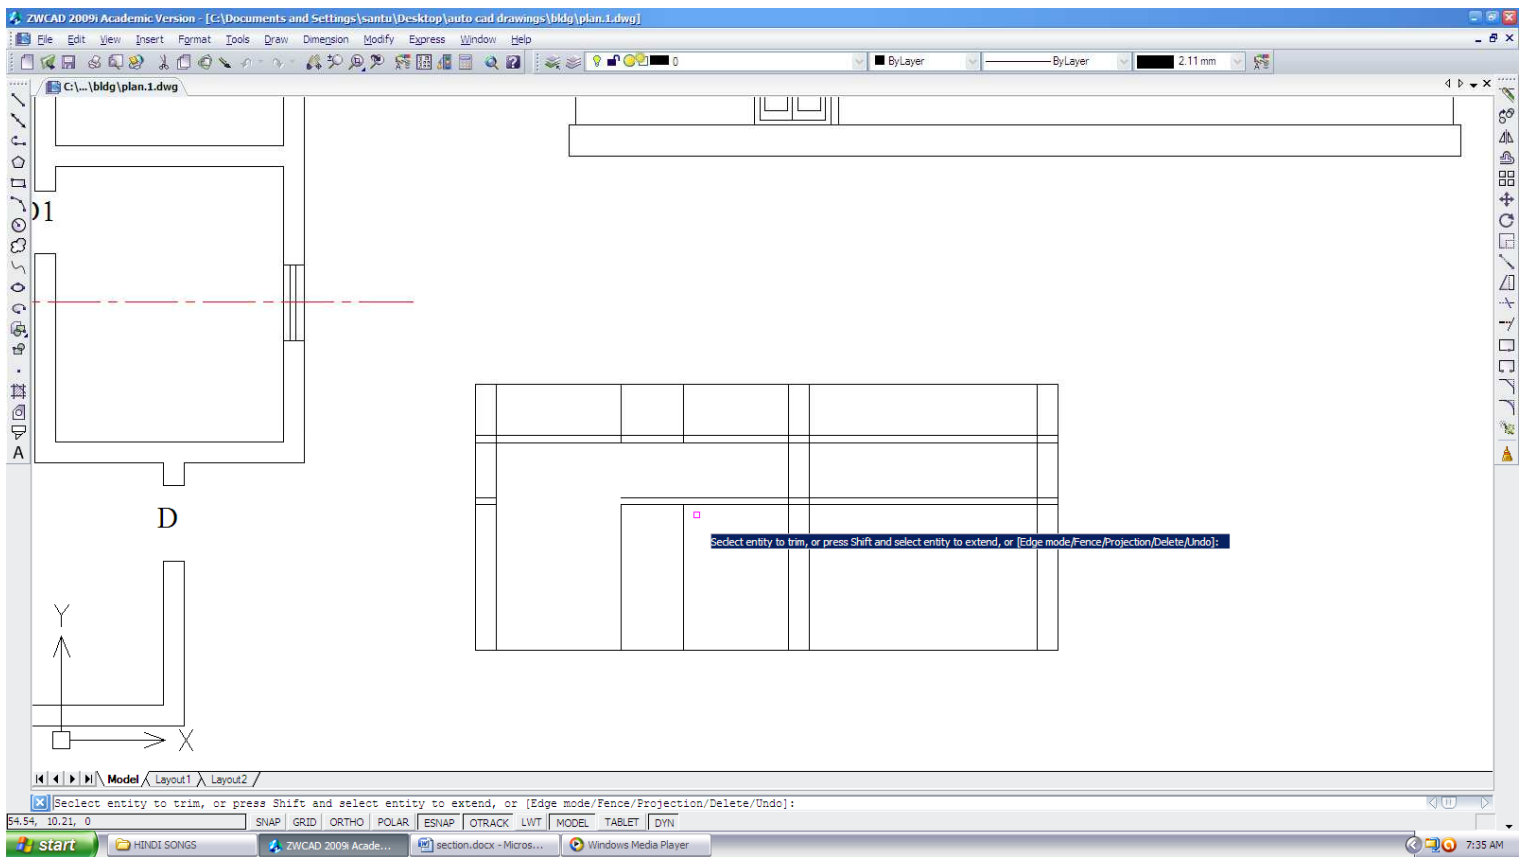 ZWCAD 2009i Academic Version - [C:\Documents and Settings\santu\Desktop\auto cad drawings\bldg\plan.1.dwg]
File Edit View Insert Format Tools Draw Dimension Modify Express Window Help
0 ByLayer ByLayer 2.11 mm
C:\...\bldg\plan.1.dwg
D1
D
Seclect entity to trim, or press Shift and select entity to extend, or [Edge mode/Fence/Projection/Delete/Undo]:
Y
X
A
Model Layout1 Layout2
Seclect entity to trim, or press Shift and select entity to extend, or [Edge mode/Fence/Projection/Delete/Undo]:
54.54, 10.21, 0 SNAP GRID ORTHO POLAR ESNAP OTRACK LWT MODEL TABLET DYN
start HINDI SONGS ZWCAD 2009i Acade... section.docx - Micros... Windows Media Player 7:35 AM